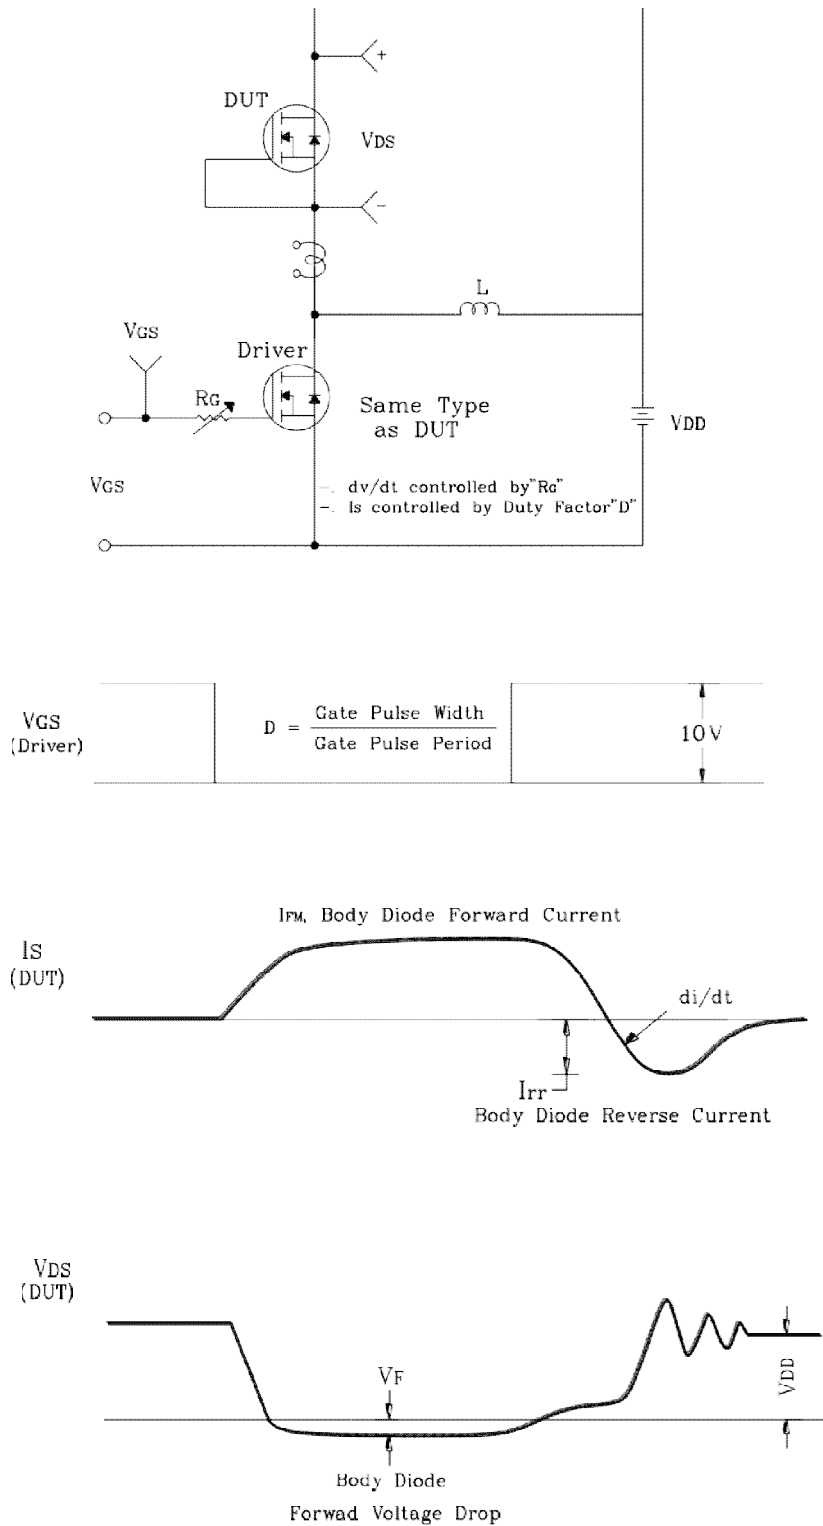 +
DUT
VDS
−
L
VGS
Driver
RG
Same Type
as DUT
VDD
VGS
−. dv/dt controlled by"RG"
−. Is controlled by Duty Factor"D"
VGS
(Driver)
D = Gate Pulse Width
Gate Pulse Period
10V
IFM, Body Diode Forward Current
IS
(DUT)
di/dt
Irr
Body Diode Reverse Current
VDS
(DUT)
VF
VDD
Body Diode
Forwad Voltage Drop